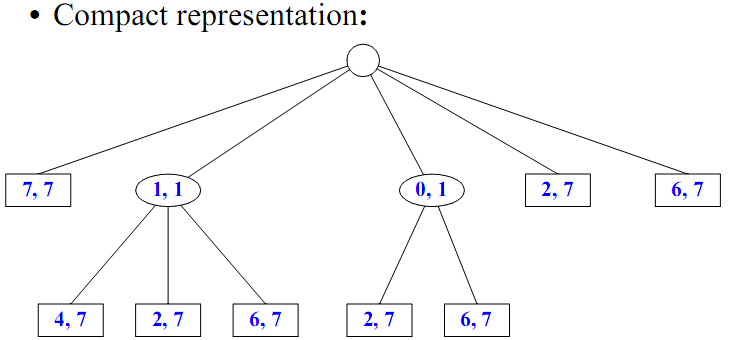 • Compact representation:
7, 7 1, 1 0, 1 2, 7 6, 7
4, 7 2, 7 6, 7 2, 7 6, 7